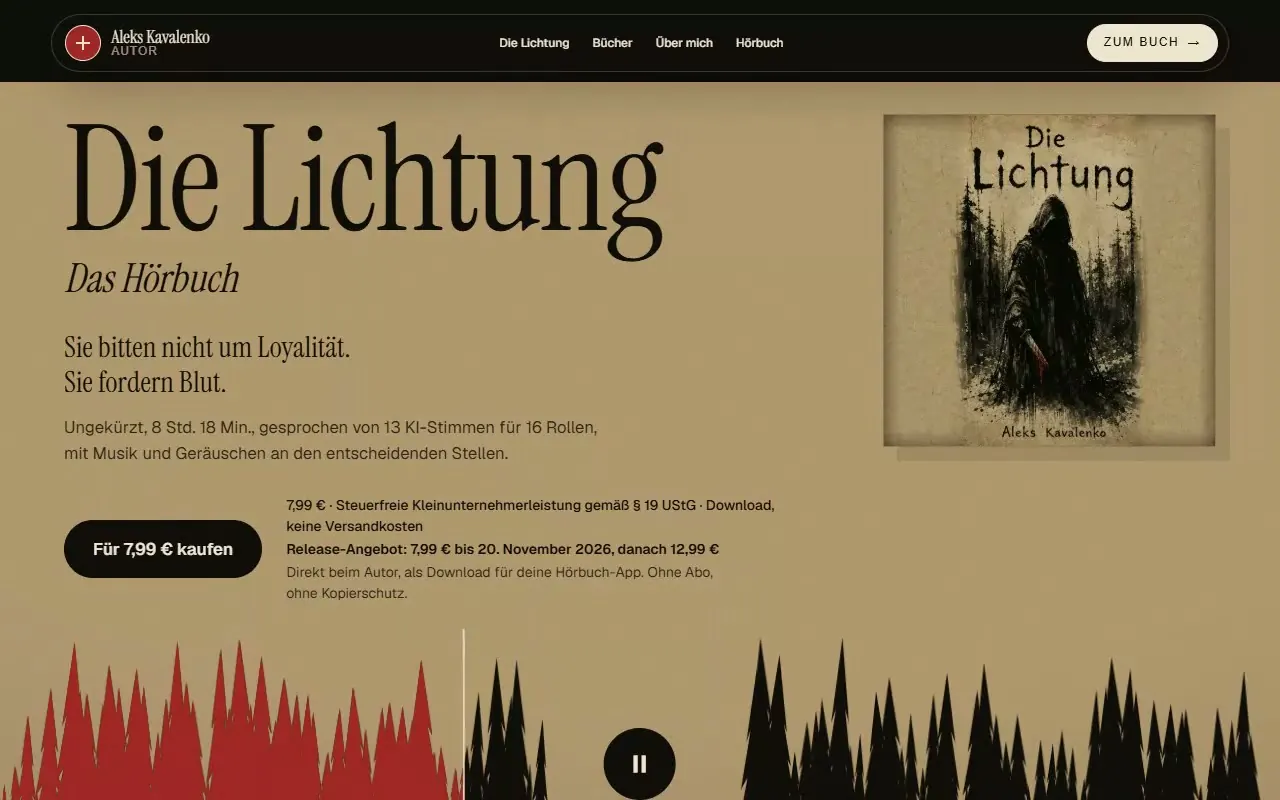 Aleks Kavalenko
AUTOR
Die Lichtung
Bücher
Über mich
Hörbuch
ZUM BUCH →
Die Lichtung
Das Hörbuch
Sie bitten nicht um Loyalität.
Sie fordern Blut.
Ungekürzt, 8 Std. 18 Min., gesprochen von 13 KI-Stimmen für 16 Rollen,
mit Musik und Geräuschen an den entscheidenden Stellen.
Für 7,99 € kaufen
7,99 € · Steuerfreie Kleinunternehmerleistung gemäß § 19 UStG · Download,
keine Versandkosten
Release-Angebot: 7,99 € bis 20. November 2026, danach 12,99 €
Direkt beim Autor, als Download für deine Hörbuch-App. Ohne Abo,
ohne Kopierschutz.
Die
Lichtung
Aleks Kavalenko